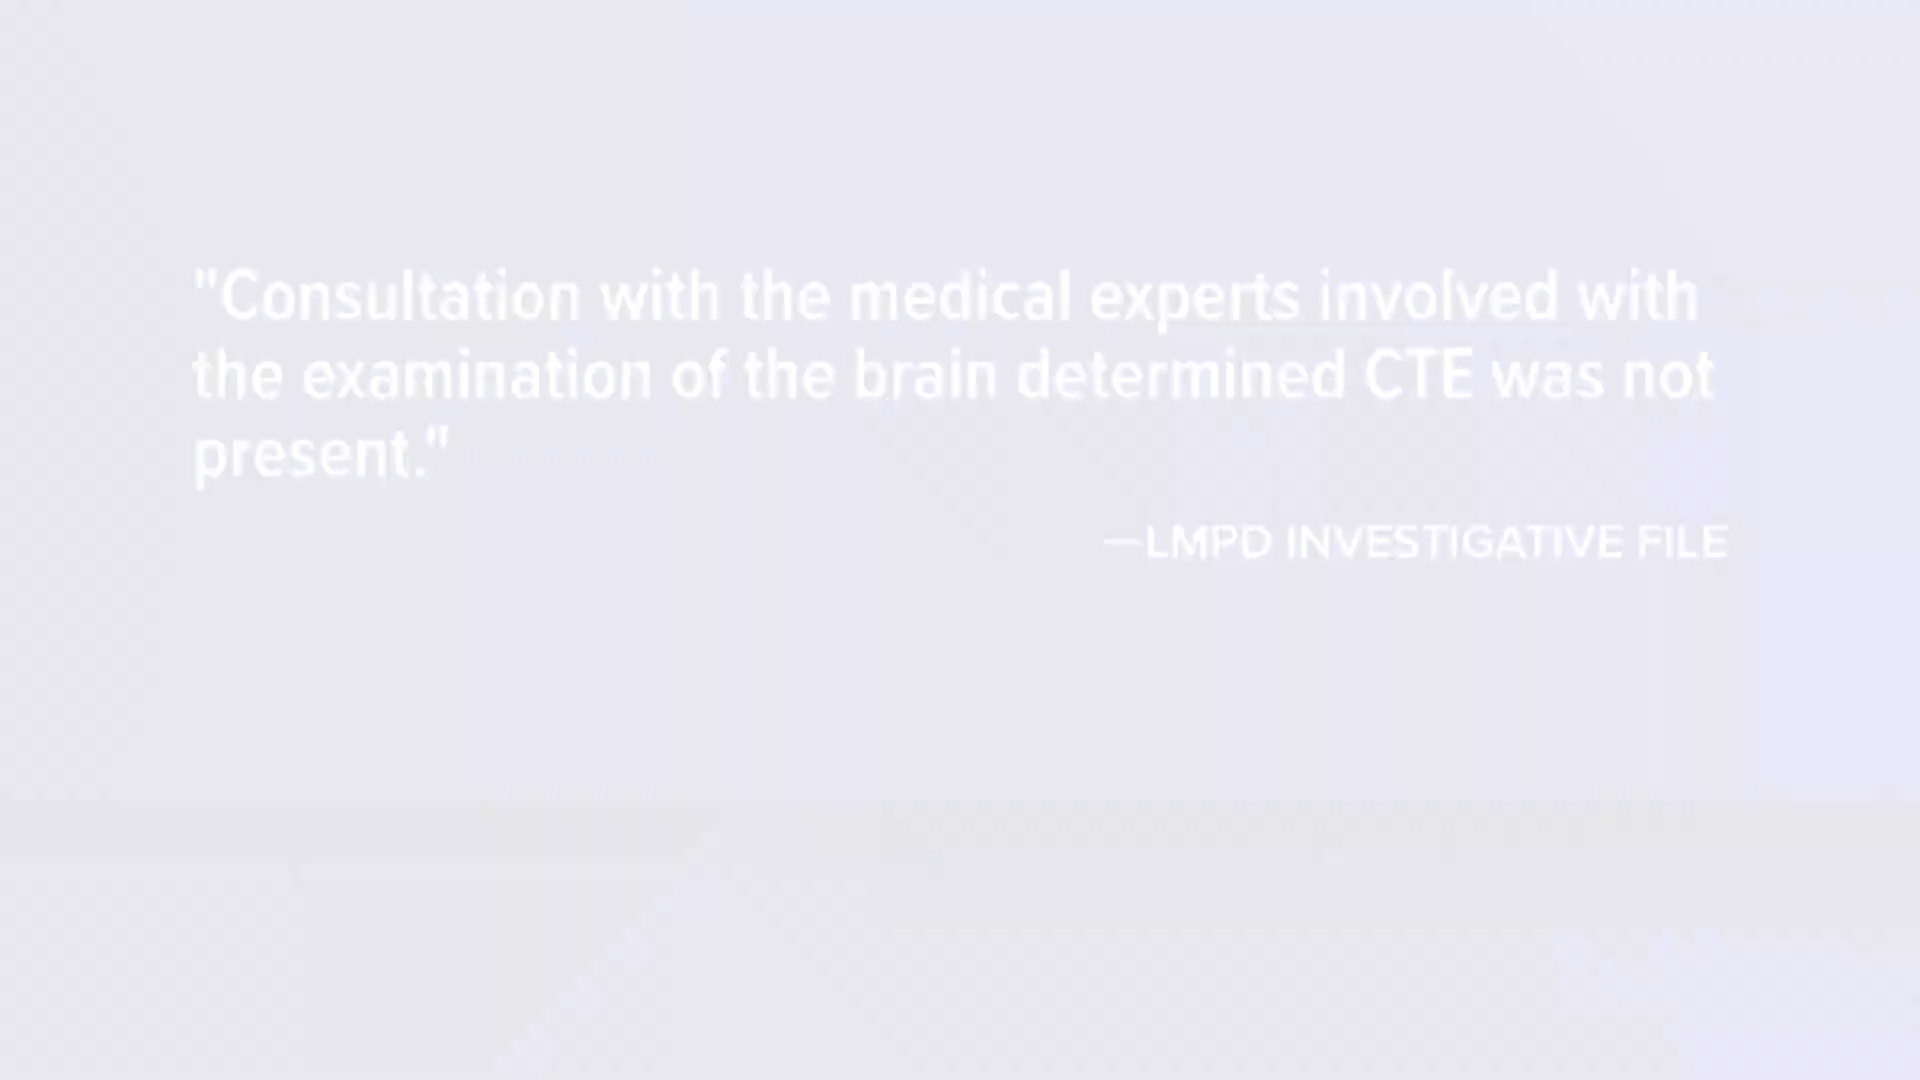 "Consultation with the medical experts involved with
the examination of the brain determined CTE was not
present."
—LMPD INVESTIGATIVE FILE